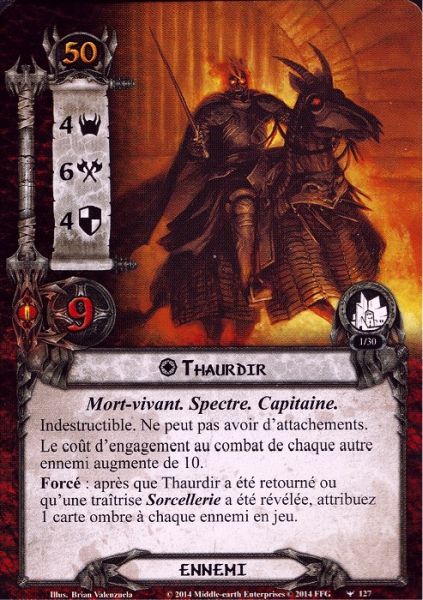 50
4
6
4
9
1/30
Thaurdir
Mort-vivant. Spectre. Capitaine.
Indestructible. Ne peut pas avoir d'attachements.
Le coût d'engagement au combat de chaque autre
ennemi augmente de 10.
Forcé : après que Thaurdir a été retourné ou
qu'une traîtrise Sorcellerie a été révélée, attribuez
1 carte ombre à chaque ennemi en jeu.
ENNEMI
Illus. Brian Valenzuela © 2014 Middle-earth Enterprises © 2014 FFG 127